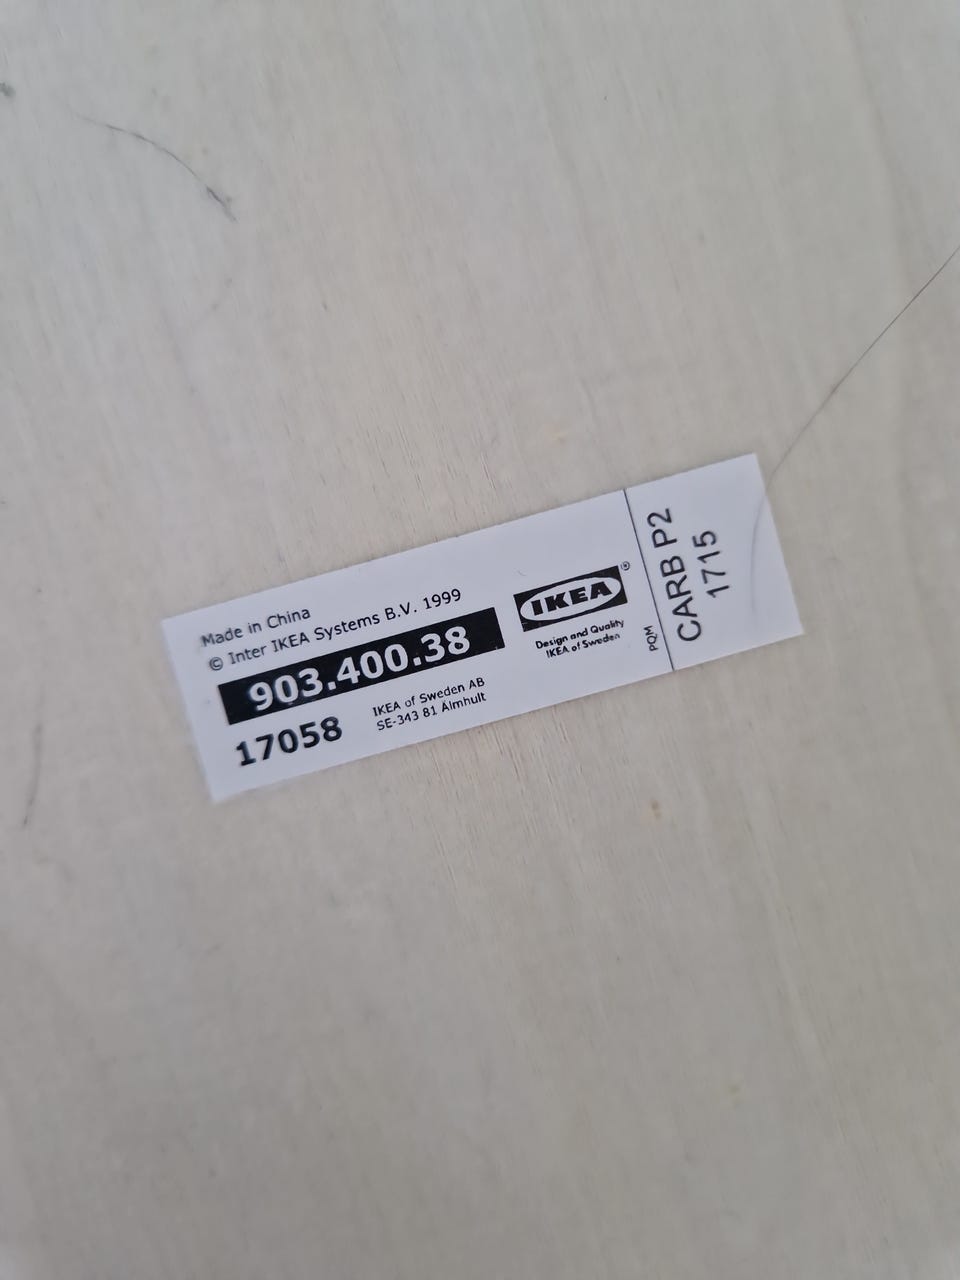 Made in China
© Inter IKEA Systems B.V. 1999
903.400.38
17058
IKEA of Sweden AB
SE-343 81 Älmhult
IKEA®
Design and Quality
IKEA of Sweden
PQM
CARB P2
1715